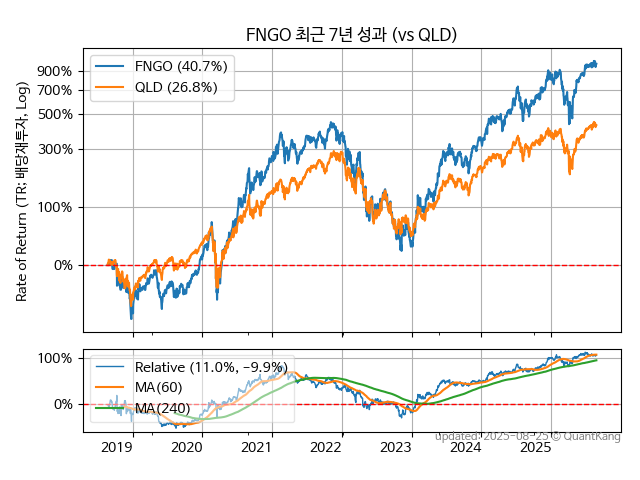 FNGO 최근 7년 성과 (vs QLD)
FNGO (40.7%)
QLD (26.8%)
900%
700%
500%
300%
100%
0%
Rate of Return (TR: 배당재투자, Log)
Relative (11.0%, −9.9%)
MA(60)
MA(240)
100%
0%
2019
2020
2021
2022
2023
2024
2025
updated: 2025-08-25 © QuantKang